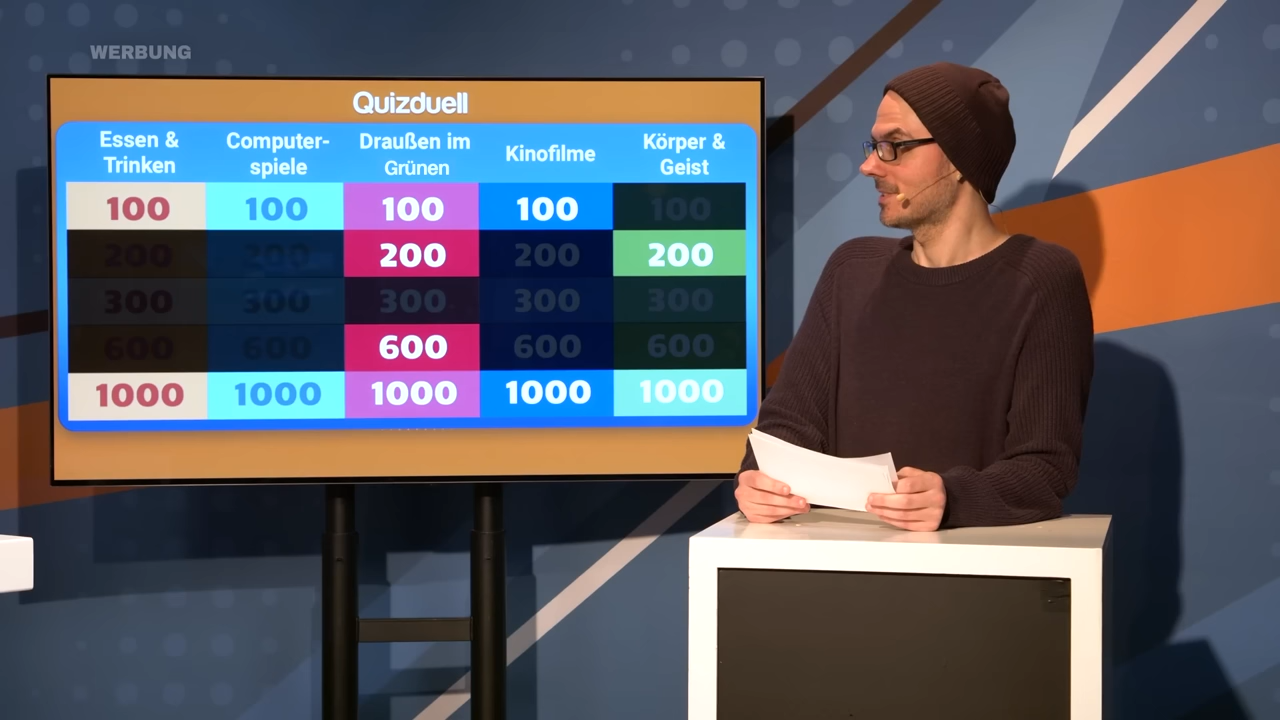 WERBUNG
Quizduell
Essen &
Trinken
Computer-
spiele
Draußen im
Grünen
Kinofilme
Körper &
Geist
100 100 100 100 100
200 200 200 200 200
300 300 300 300 300
600 600 600 600 600
1000 1000 1000 1000 1000